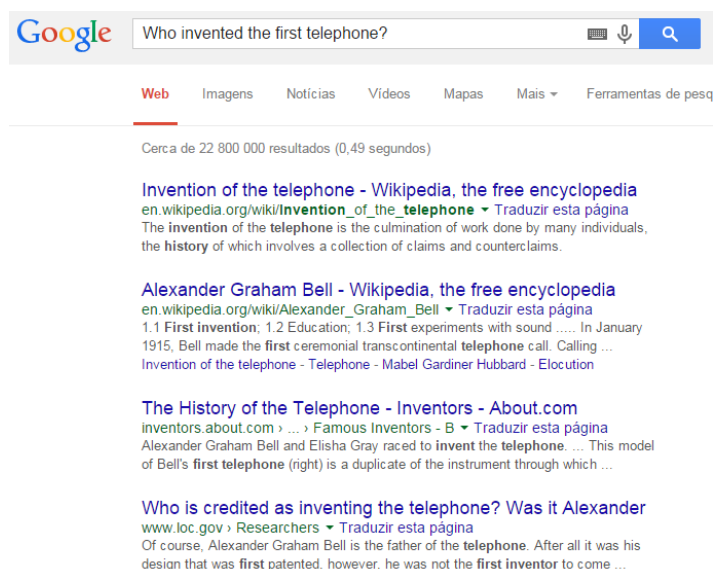 Google
Who invented the first telephone?
Web Imagens Notícias Vídeos Mapas Mais Ferramentas de pesq
Cerca de 22 800 000 resultados (0,49 segundos)
Invention of the telephone - Wikipedia, the free encyclopedia
en.wikipedia.org/wiki/Invention_of_the_telephone Traduzir esta página
The invention of the telephone is the culmination of work done by many individuals,
the history of which involves a collection of claims and counterclaims.
Alexander Graham Bell - Wikipedia, the free encyclopedia
en.wikipedia.org/wiki/Alexander_Graham_Bell Traduzir esta página
1.1 First invention; 1.2 Education; 1.3 First experiments with sound ..... In January
1915, Bell made the first ceremonial transcontinental telephone call. Calling ...
Invention of the telephone - Telephone - Mabel Gardiner Hubbard - Elocution
The History of the Telephone - Inventors - About.com
inventors.about.com › ... › Famous Inventors - B Traduzir esta página
Alexander Graham Bell and Elisha Gray raced to invent the telephone. ... This model
of Bell's first telephone (right) is a duplicate of the instrument through which ...
Who is credited as inventing the telephone? Was it Alexander
www.loc.gov › Researchers Traduzir esta página
Of course, Alexander Graham Bell is the father of the telephone. After all it was his
design that was first patented, however, he was not the first inventor to come ...